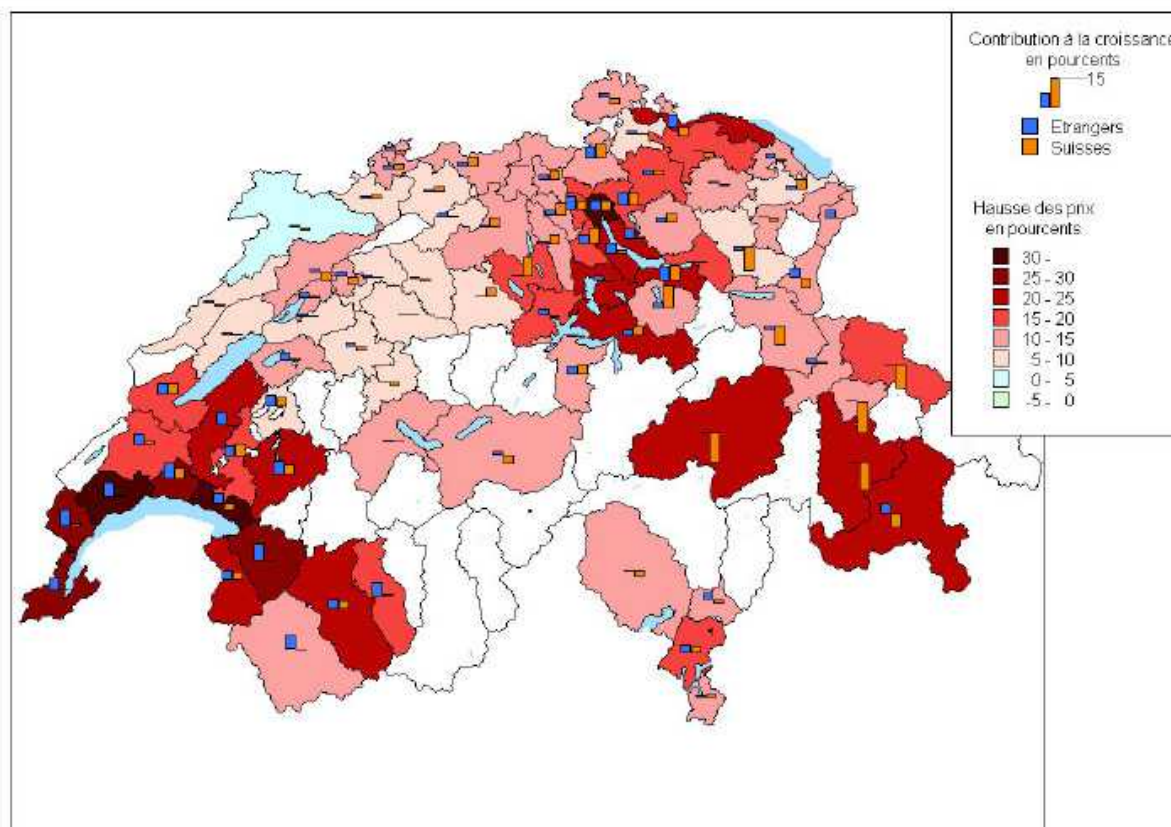 Contribution à la croissance
en pourcents
15
Etrangers
Suisses
Hausse des prix
en pourcents
30 -
25 - 30
20 - 25
15 - 20
10 - 15
5 - 10
0 - 5
-5 - 0